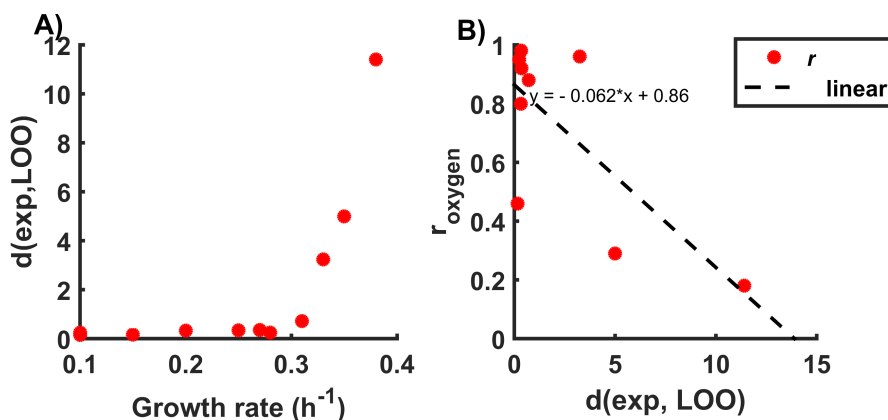 A)
d(exp,LOO)
12
10
8
6
4
2
0
0.1
0.2
0.3
0.4
Growth rate (h-1)
B)
r
linear
y = - 0.062*x + 0.86
roxygen
1
0.8
0.6
0.4
0.2
0
0
5
10
15
d(exp, LOO)